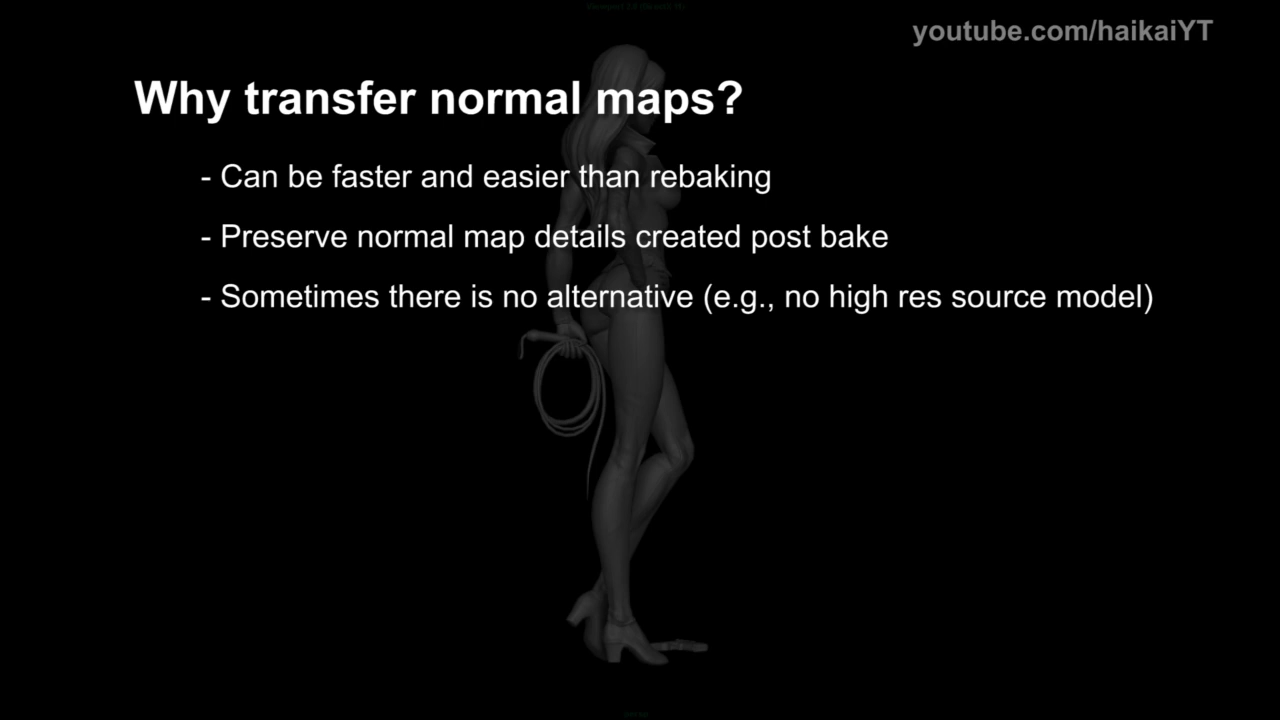 youtube.com/haikaiYT
Why transfer normal maps?
- Can be faster and easier than rebaking
- Preserve normal map details created post bake
- Sometimes there is no alternative (e.g., no high res source model)